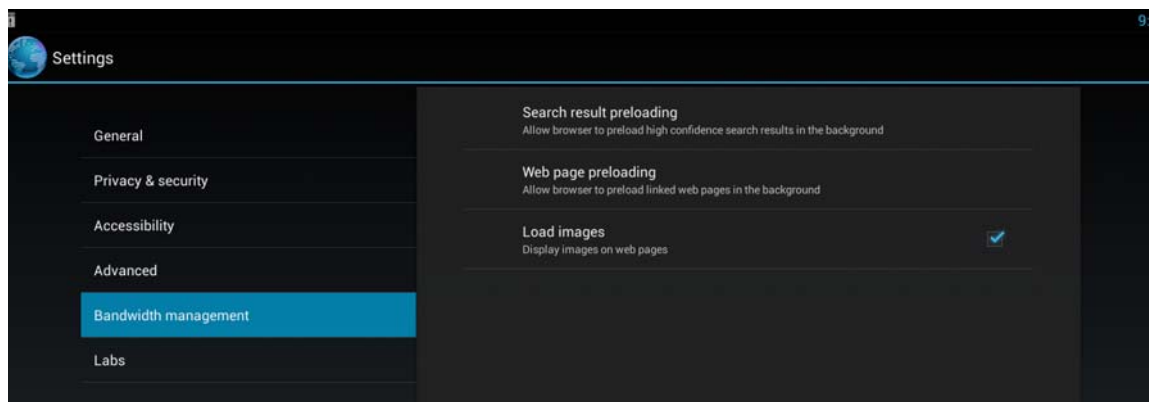 9:
Settings
General
Privacy & security
Accessibility
Advanced
Bandwidth management
Labs
Search result preloading
Allow browser to preload high confidence search results in the background
Web page preloading
Allow browser to preload linked web pages in the background
Load images
Display images on web pages